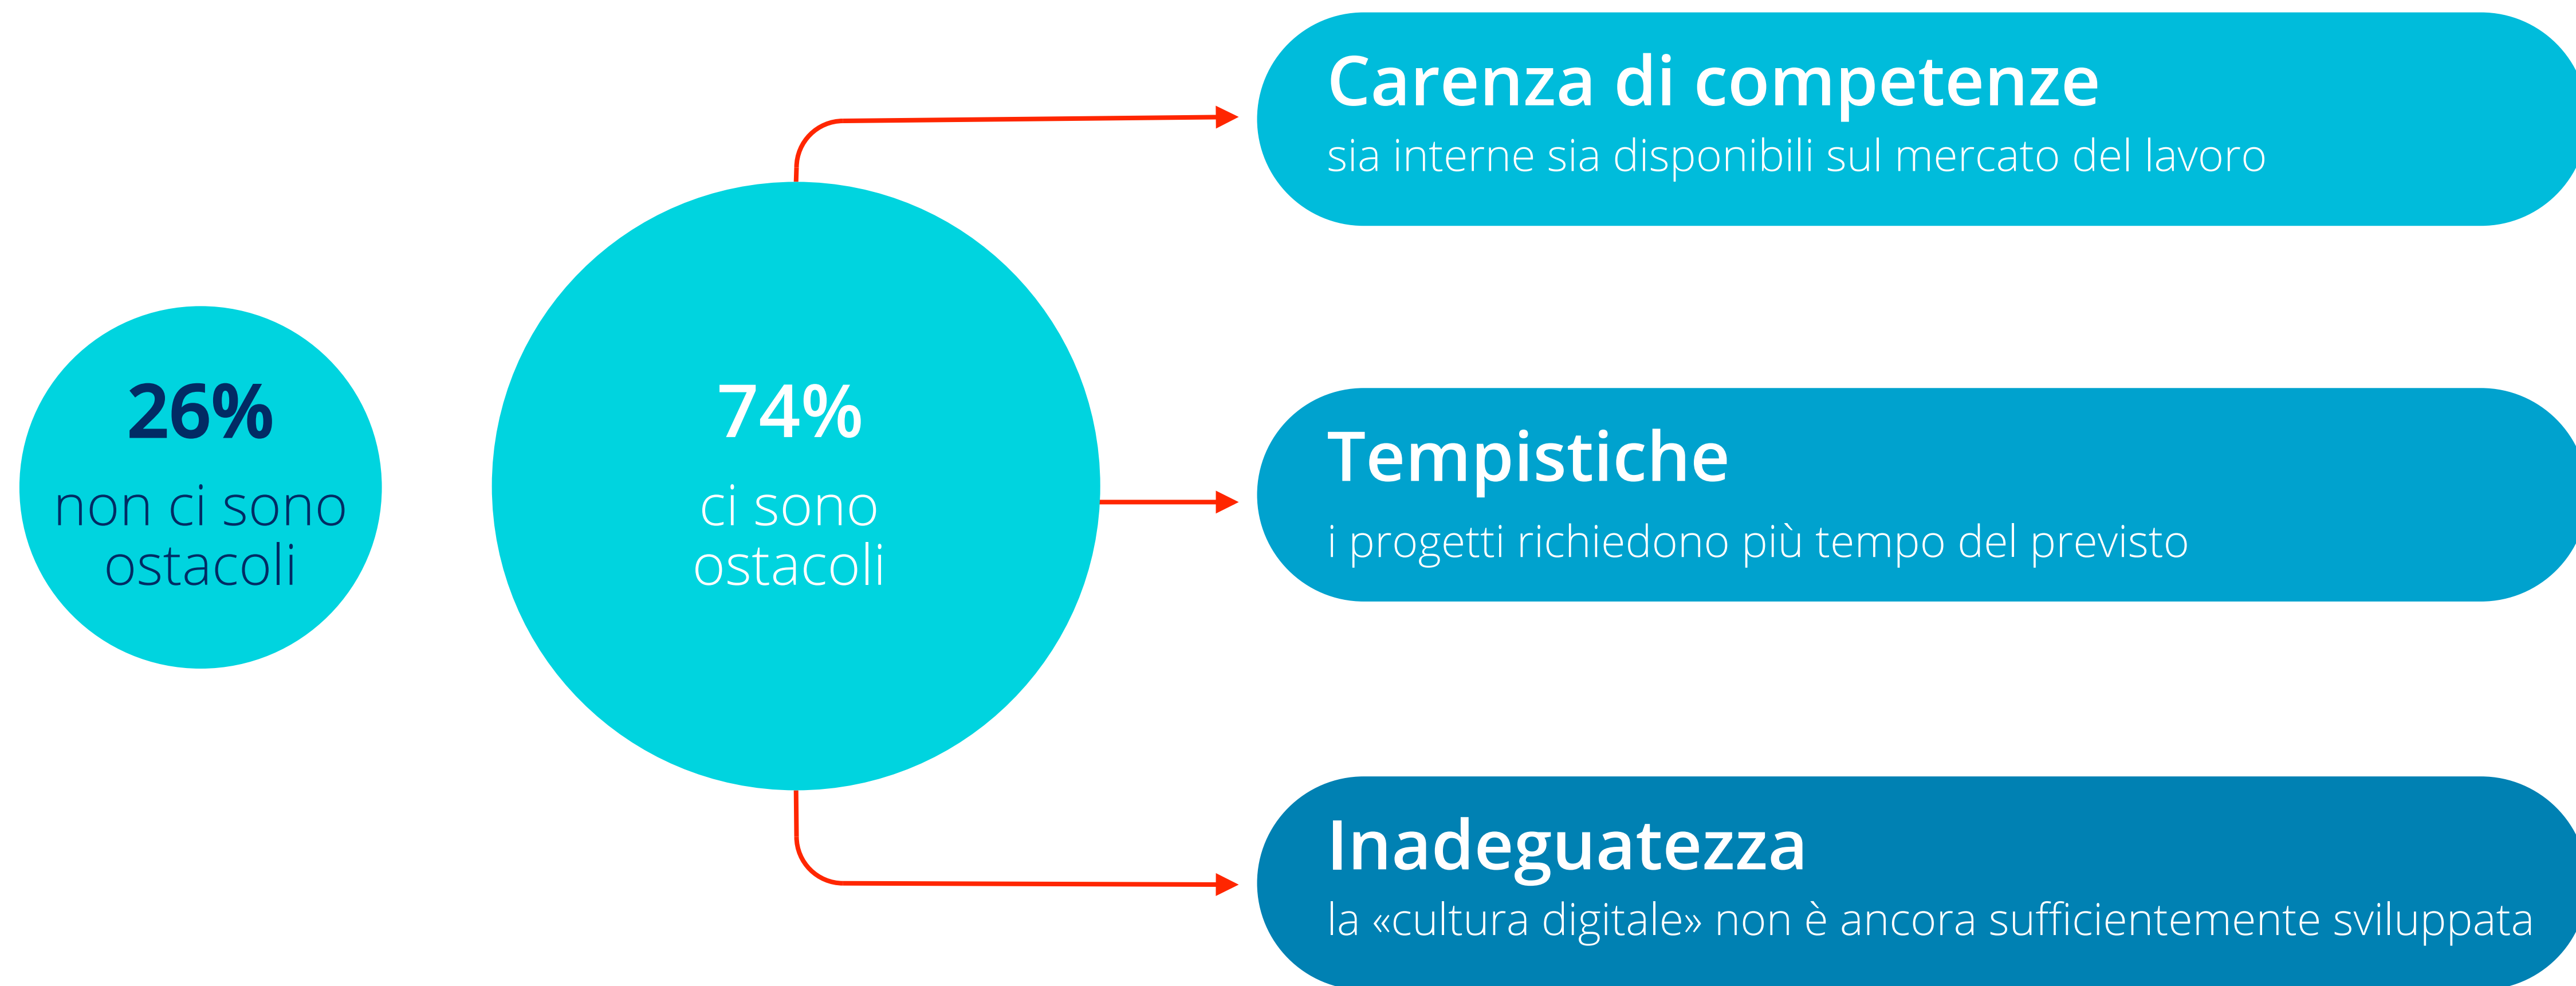 26%
non ci sono
ostacoli
74%
ci sono
ostacoli
Carenza di competenze
sia interne sia disponibili sul mercato del lavoro
Tempistiche
i progetti richiedono più tempo del previsto
Inadeguatezza
la «cultura digitale» non è ancora sufficientemente sviluppata